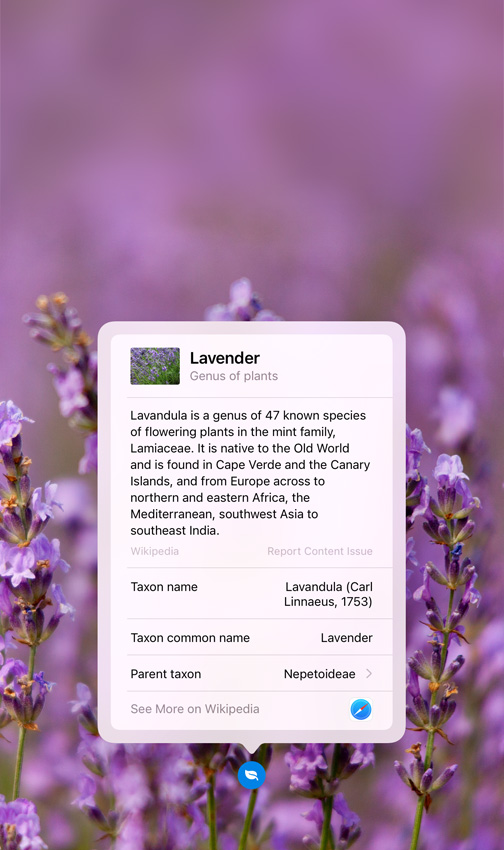 Lavender
Genus of plants
Lavandula is a genus of 47 known species
of flowering plants in the mint family,
Lamiaceae. It is native to the Old World
and is found in Cape Verde and the Canary
Islands, and from Europe across to
northern and eastern Africa, the
Mediterranean, southwest Asia to
southeast India.
Wikipedia Report Content Issue
Taxon name Lavandula (Carl
Linnaeus, 1753)
Taxon common name Lavender
Parent taxon Nepetoideae
See More on Wikipedia